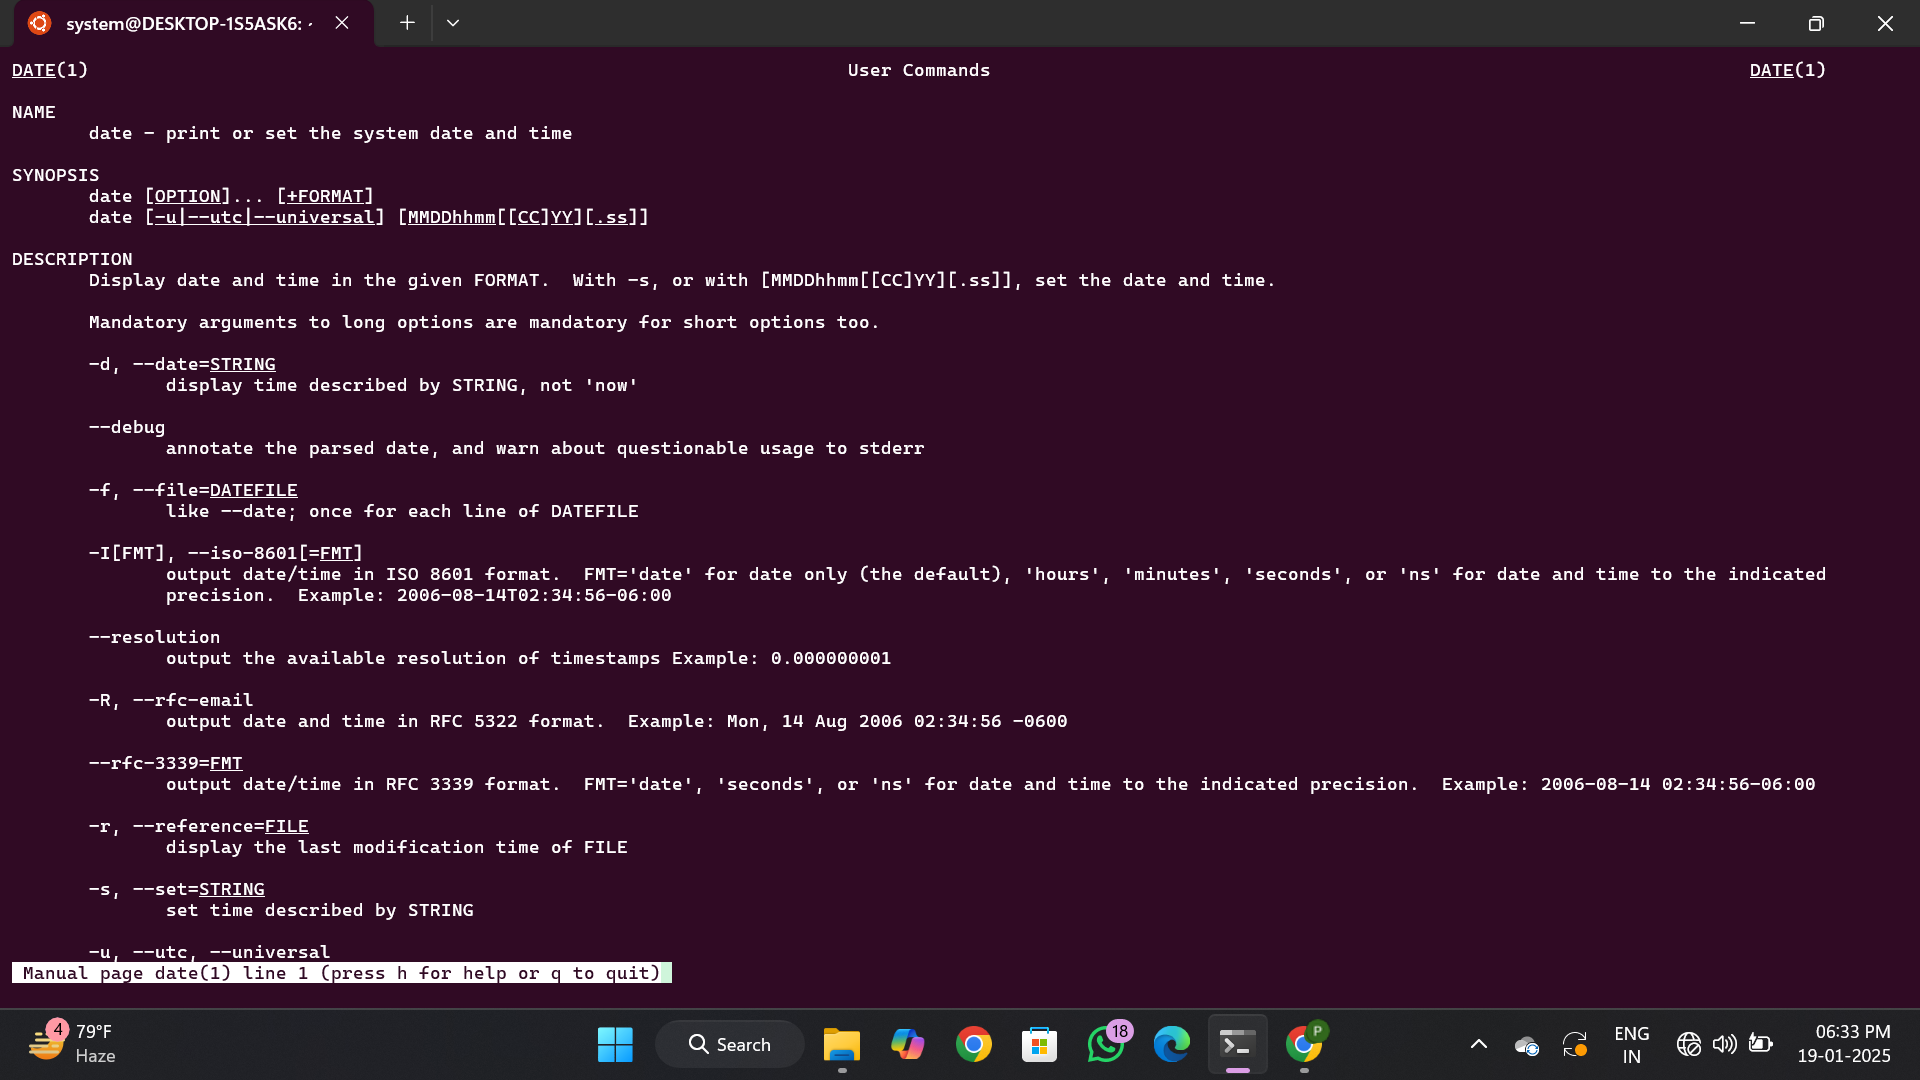 system@DESKTOP-1S5ASK6:
DATE(1) User Commands DATE(1)
NAME
date - print or set the system date and time
SYNOPSIS
date [OPTION]... [+FORMAT]
date [-u|--utc|--universal] [MMDDhhmm[[CC]YY][.ss]]
DESCRIPTION
Display date and time in the given FORMAT.  With -s, or with [MMDDhhmm[[CC]YY][.ss]], set the date and time.
Mandatory arguments to long options are mandatory for short options too.
-d, --date=STRING
display time described by STRING, not 'now'
--debug
annotate the parsed date, and warn about questionable usage to stderr
-f, --file=DATEFILE
like --date; once for each line of DATEFILE
-I[FMT], --iso-8601[=FMT]
output date/time in ISO 8601 format.  FMT='date' for date only (the default), 'hours', 'minutes', 'seconds', or 'ns' for date and time to the indicated
precision.  Example: 2006-08-14T02:34:56-06:00
--resolution
output the available resolution of timestamps Example: 0.000000001
-R, --rfc-email
output date and time in RFC 5322 format.  Example: Mon, 14 Aug 2006 02:34:56 -0600
--rfc-3339=FMT
output date/time in RFC 3339 format.  FMT='date', 'seconds', or 'ns' for date and time to the indicated precision.  Example: 2006-08-14 02:34:56-06:00
-r, --reference=FILE
display the last modification time of FILE
-s, --set=STRING
set time described by STRING
-u, --utc, --universal
Manual page date(1) line 1 (press h for help or q to quit)
4 79°F
Haze
Search
18
P
ENG
IN
06:33 PM
19-01-2025